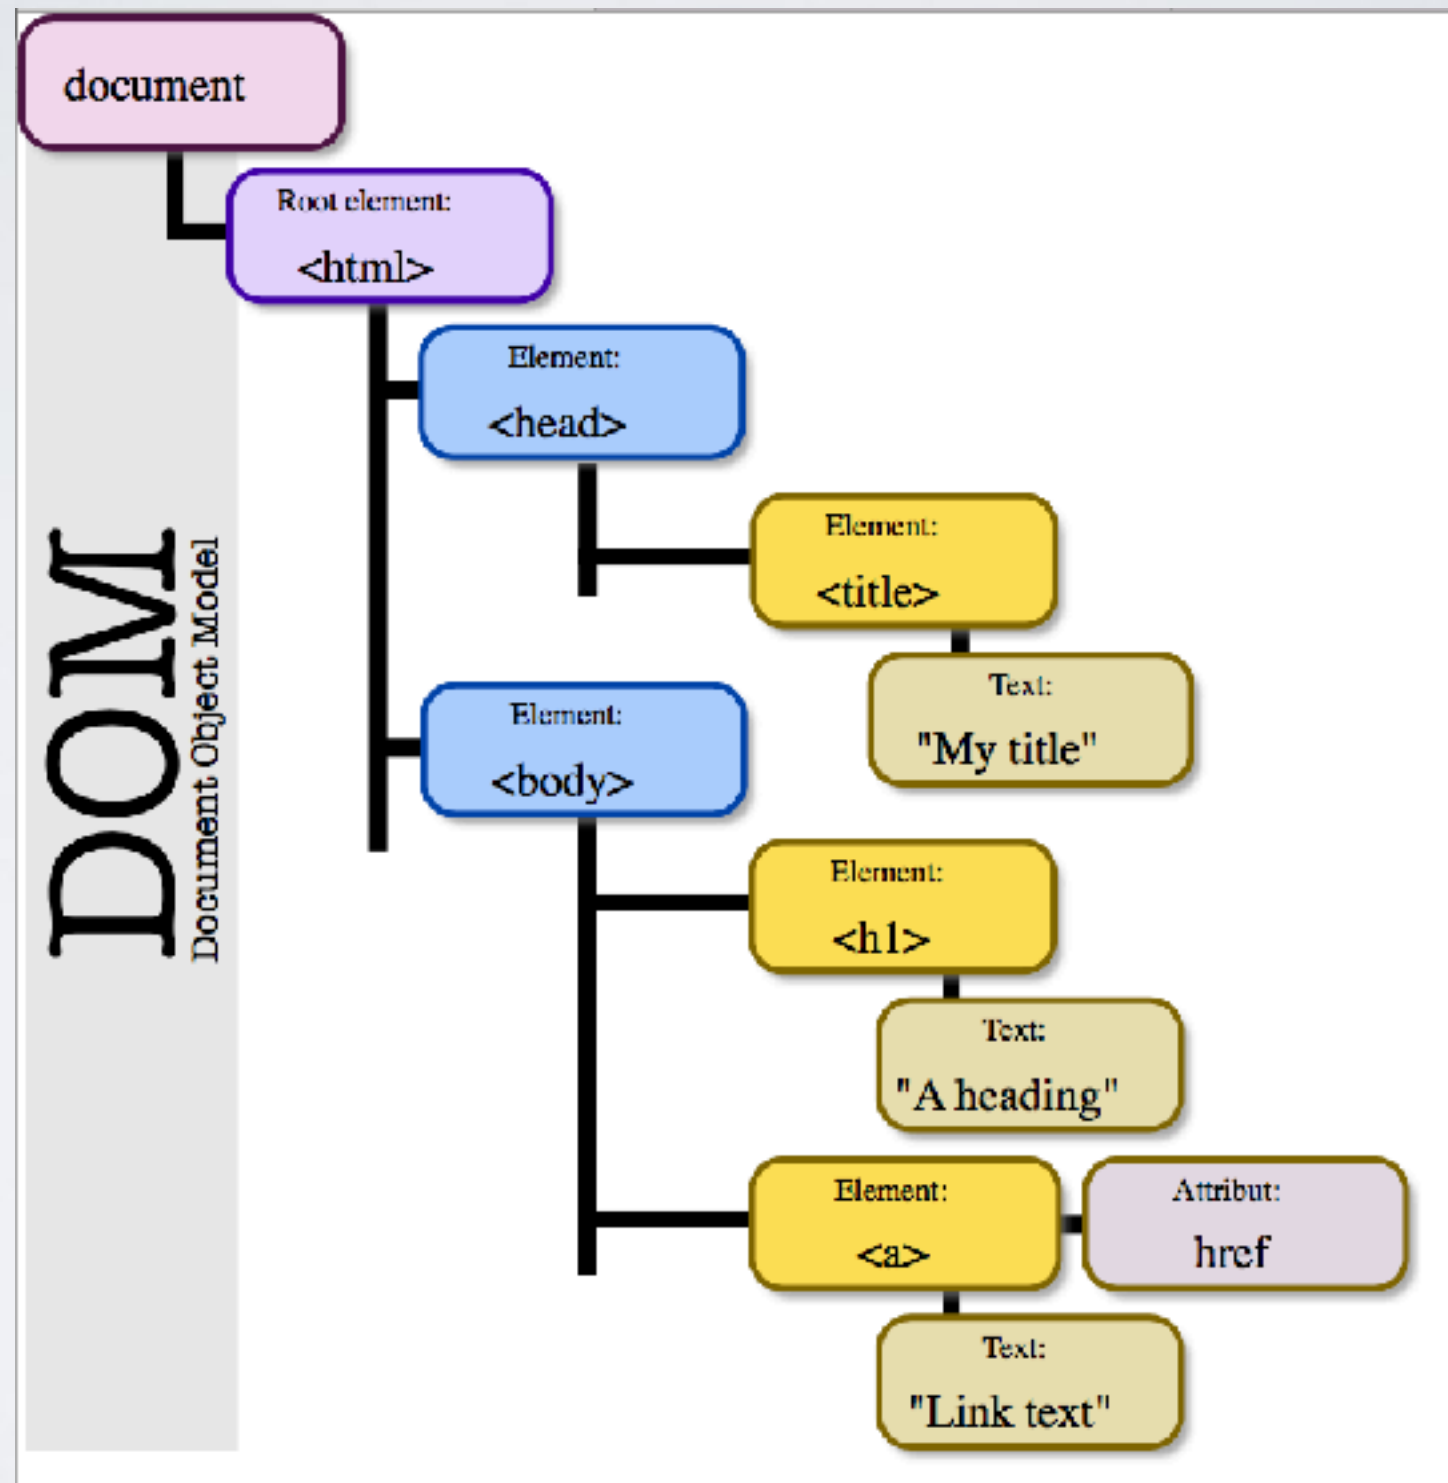 document
Root element:
<html>
Element:
<head>
Element:
<title>
Text:
"My title"
Element:
<body>
Element:
<h1>
Text:
"A heading"
Element:
<a>
Attribut:
href
Text:
"Link text"
DOM
Document Object Model